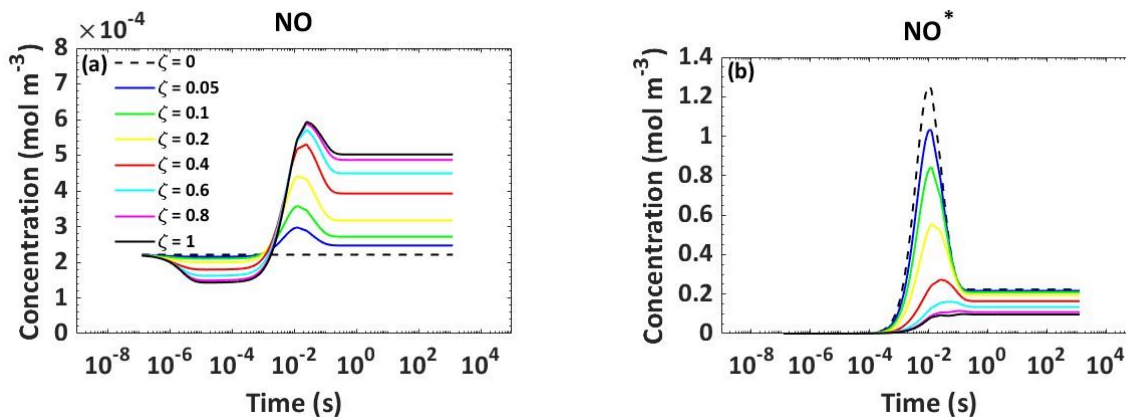 NO
×10⁻⁴
8
7
6
5
4
3
2
1
0
(a)
ζ = 0
ζ = 0.05
ζ = 0.1
ζ = 0.2
ζ = 0.4
ζ = 0.6
ζ = 0.8
ζ = 1
Concentration (mol m⁻³)
10⁻⁸ 10⁻⁶ 10⁻⁴ 10⁻² 10⁰ 10² 10⁴
Time (s)
NO*
1.4
1.2
1
0.8
0.6
0.4
0.2
0
(b)
Concentration (mol m⁻³)
10⁻⁸ 10⁻⁶ 10⁻⁴ 10⁻² 10⁰ 10² 10⁴
Time (s)